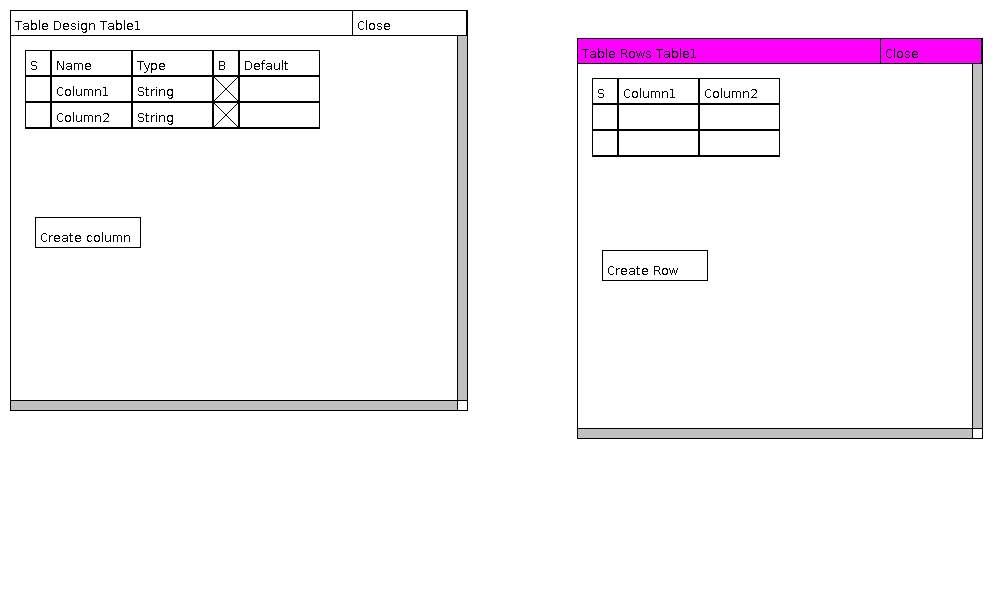 Table Design Table1 Close
S Name Type B Default
Column1 String
Column2 String
Create column
Table Rows Table1 Close
S Column1 Column2
Create Row